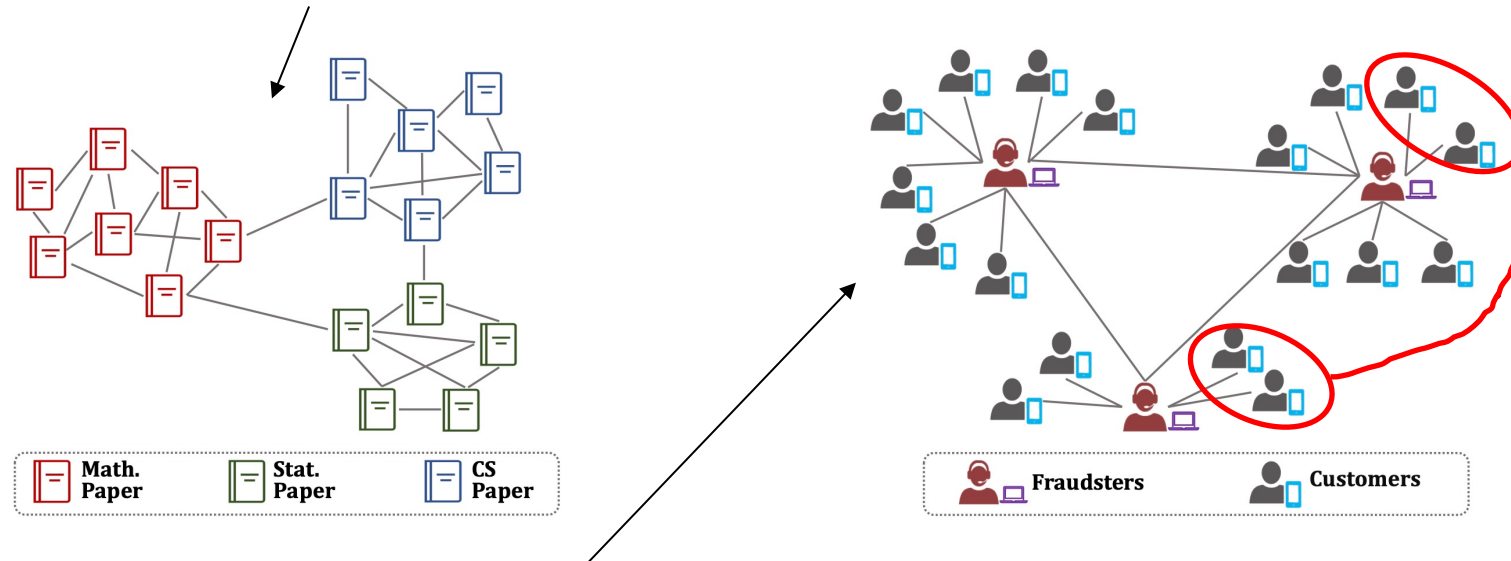 Math.
Paper
Stat.
Paper
CS
Paper
Fraudsters
Customers